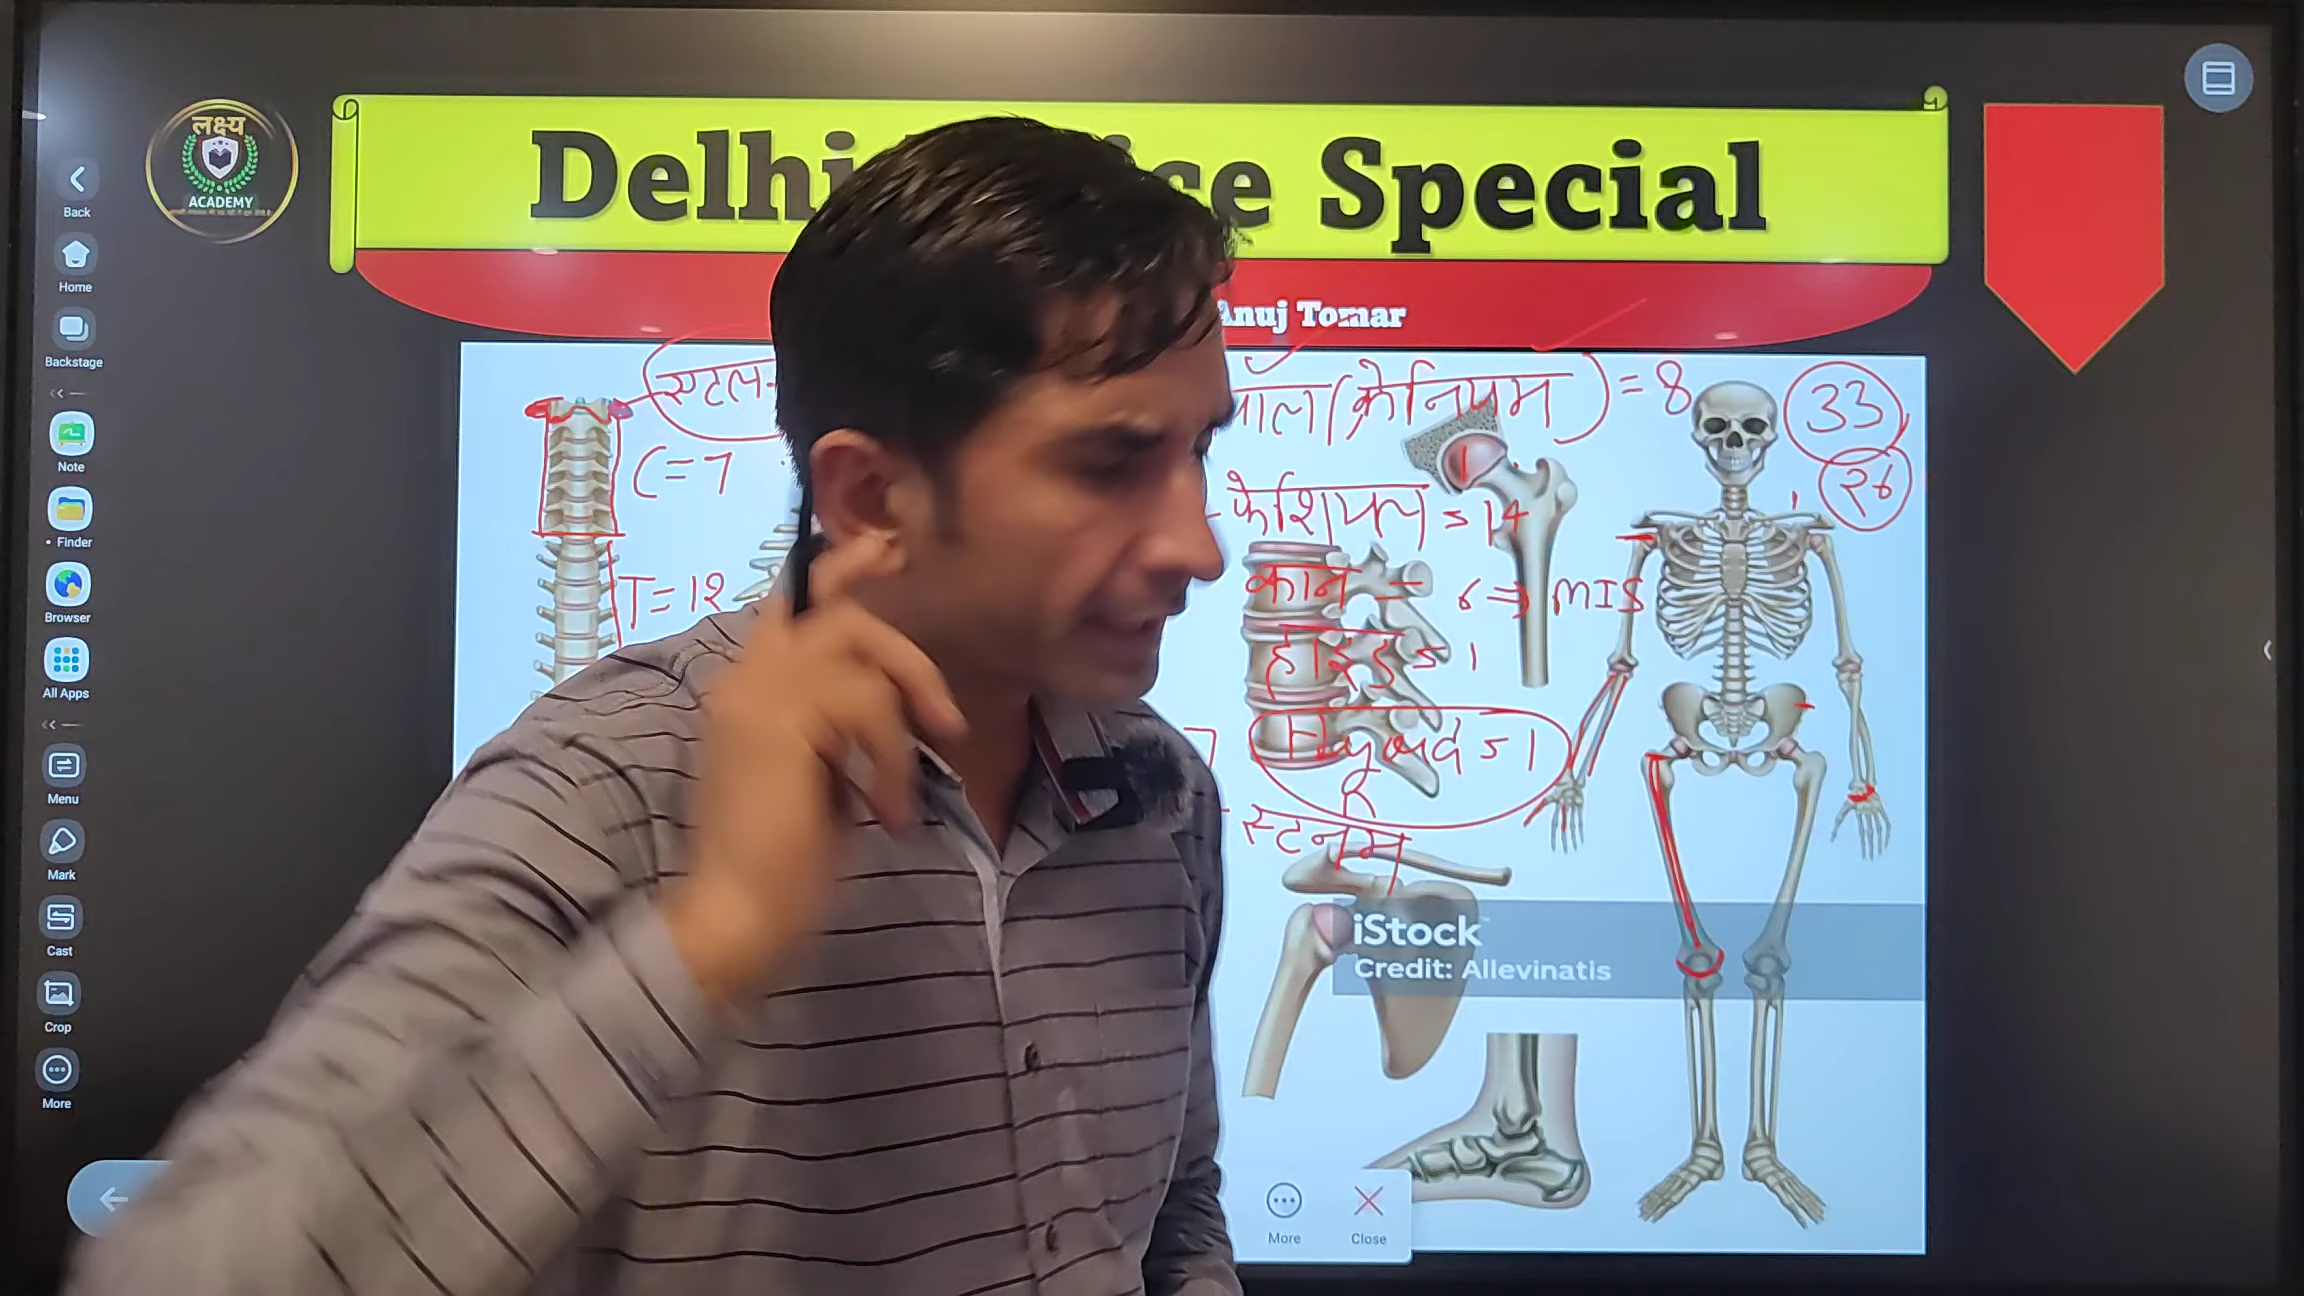 लक्ष्य
ACADEMY
Delhi ice Special
Anuj Tomar
Back
Home
Backstage
Note
Finder
Browser
All Apps
Menu
Mark
Cast
Crop
More
C=7
T=12
(क्रेनियम) = 8
फेशियल = 14
कान = 6 ⇒ MIS
हाइड = 1
= 1
स्टर्नम
33
26
iStock
Credit: Allevinatis
More
Close